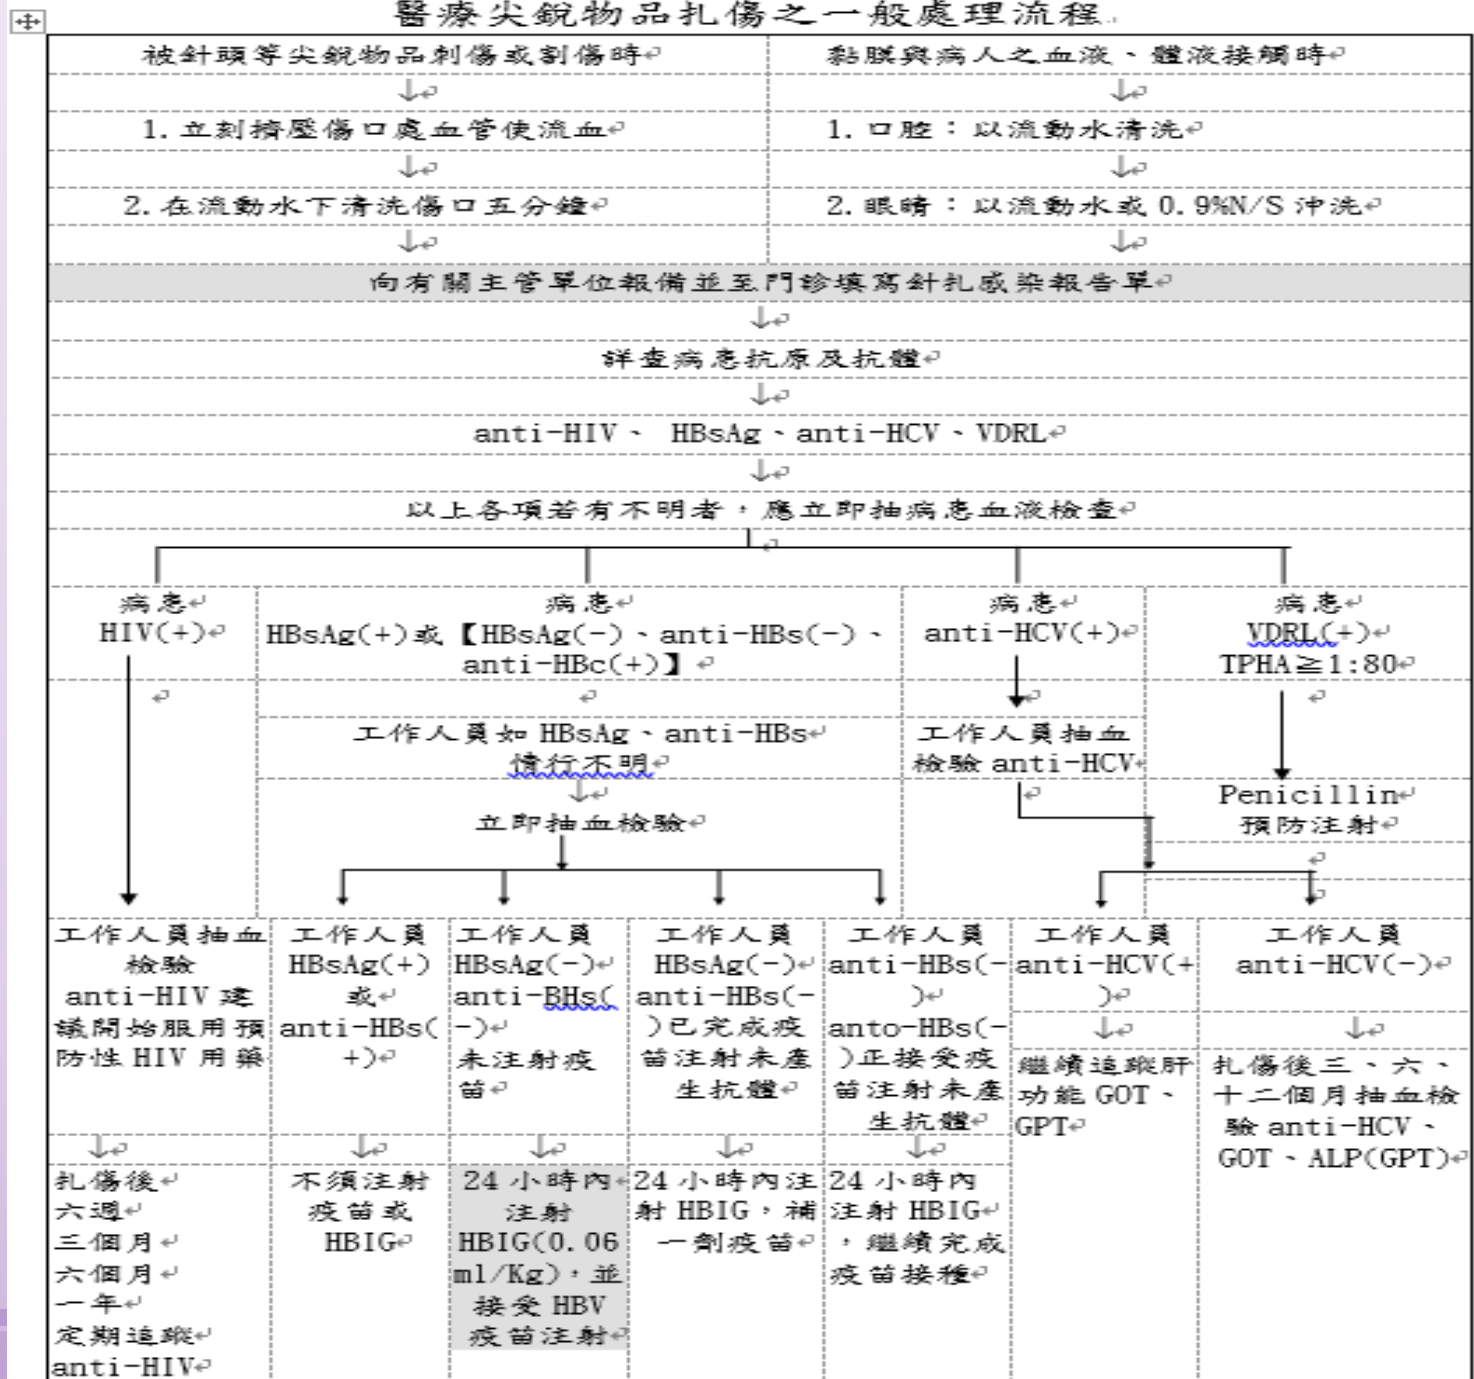 醫療尖銳物品扎傷之一般處理流程
被針頭等尖銳物品刺傷或割傷時
黏膜與病人之血液、體液接觸時
↓
↓
1.立刻擠壓傷口處血管使流血
1.口腔：以流動水清洗
↓
↓
2.在流動水下清洗傷口五分鐘
2.眼睛：以流動水或 0.9%N/S 沖洗
↓
↓
向有關主管單位報備並至門診填寫針扎感染報告單
↓
詳查病患抗原及抗體
↓
anti-HIV、 HBsAg、anti-HCV、VDRL
↓
以上各項若有不明者，應立即抽病患血液檢查
病患
HIV(+)
病患
HBsAg(+)或【HBsAg(-)、anti-HBs(-)、
anti-HBc(+)】
病患
anti-HCV(+)
病患
VDRL(+)
TPHA≧1:80
工作人員如 HBsAg、anti-HBs
情行不明
↓
立即抽血檢驗
工作人員抽血
檢驗 anti-HCV
Penicillin
預防注射
工作人員抽血
檢驗
anti-HIV 建
議開始服用預
防性 HIV 用藥
↓
扎傷後
六週
三個月
六個月
一年
定期追蹤
anti-HIV
工作人員
HBsAg(+)
或
anti-HBs(
+)
↓
不須注射
疫苗或
HBIG
工作人員
HBsAg(-)
anti-BHs(
-)
未注射疫
苗
↓
24 小時內
注射
HBIG(0.06
ml/Kg)，並
接受 HBV
疫苗注射
工作人員
HBsAg(-)
anti-HBs(-
)已完成疫
苗注射未產
生抗體
↓
24 小時內注
射 HBIG，補
一劑疫苗
工作人員
anti-HBs(-
)
anto-HBs(-
)正接受疫
苗注射未產
生抗體
↓
24 小時內
注射 HBIG
，繼續完成
疫苗接種
工作人員
anti-HCV(+
)
↓
繼續追蹤肝
功能 GOT、
GPT
工作人員
anti-HCV(-)
↓
扎傷後三、六、
十二個月抽血檢
驗 anti-HCV、
GOT、ALP(GPT)